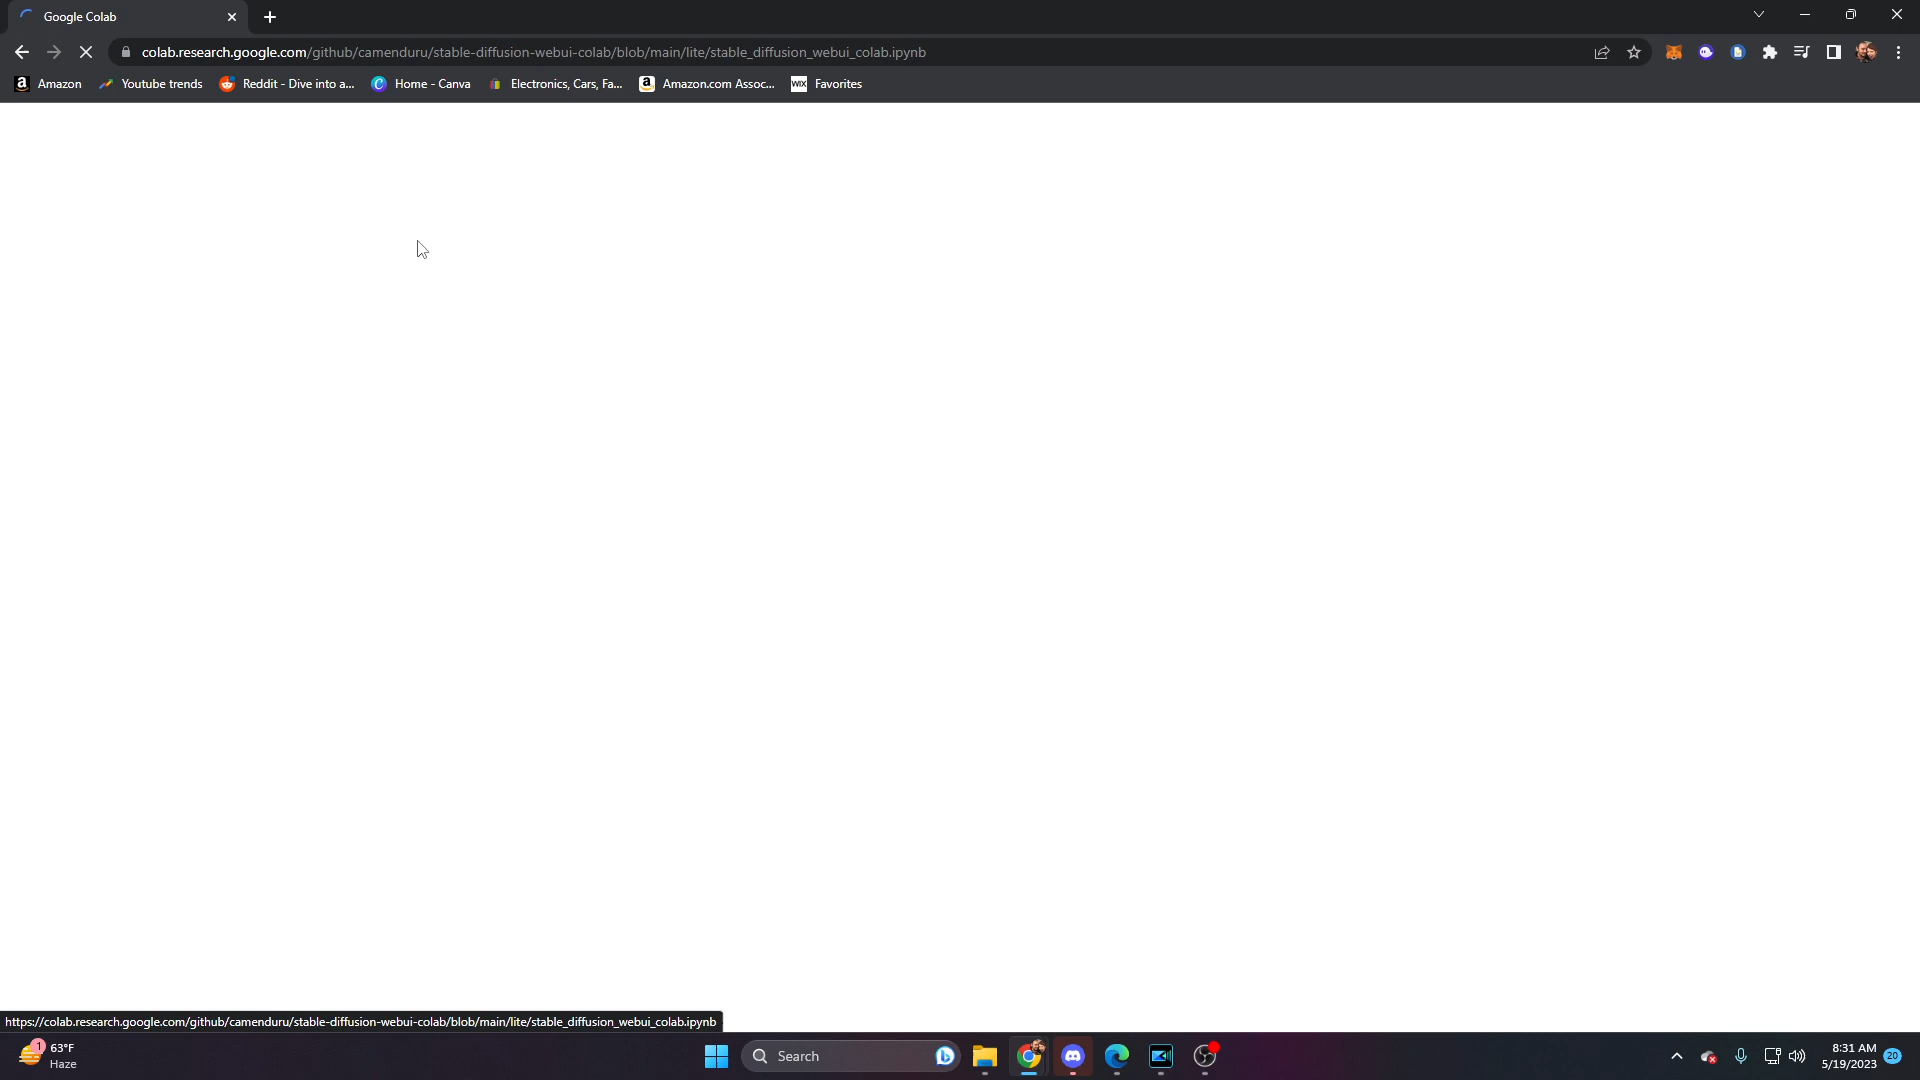 Google Colab
colab.research.google.com/github/camenduru/stable-diffusion-webui-colab/blob/main/lite/stable_diffusion_webui_colab.ipynb
Amazon Youtube trends Reddit - Dive into a... Home - Canva Electronics, Cars, Fa... Amazon.com Assoc... WIX Favorites
https://colab.research.google.com/github/camenduru/stable-diffusion-webui-colab/blob/main/lite/stable_diffusion_webui_colab.ipynb
1 63°F
Haze
Search
8:31 AM
5/19/2023
20